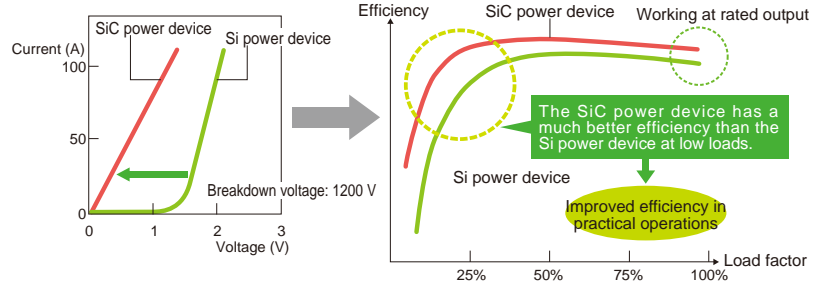 SiC power device
Si power device
Current (A)
100
50
0
0
1
2
3
Voltage (V)
Breakdown voltage: 1200 V
Efficiency
SiC power device
Working at rated output
The SiC power device has a
much better efficiency than the
Si power device at low loads.
Si power device
Improved efficiency in
practical operations
Load factor
25%
50%
75%
100%